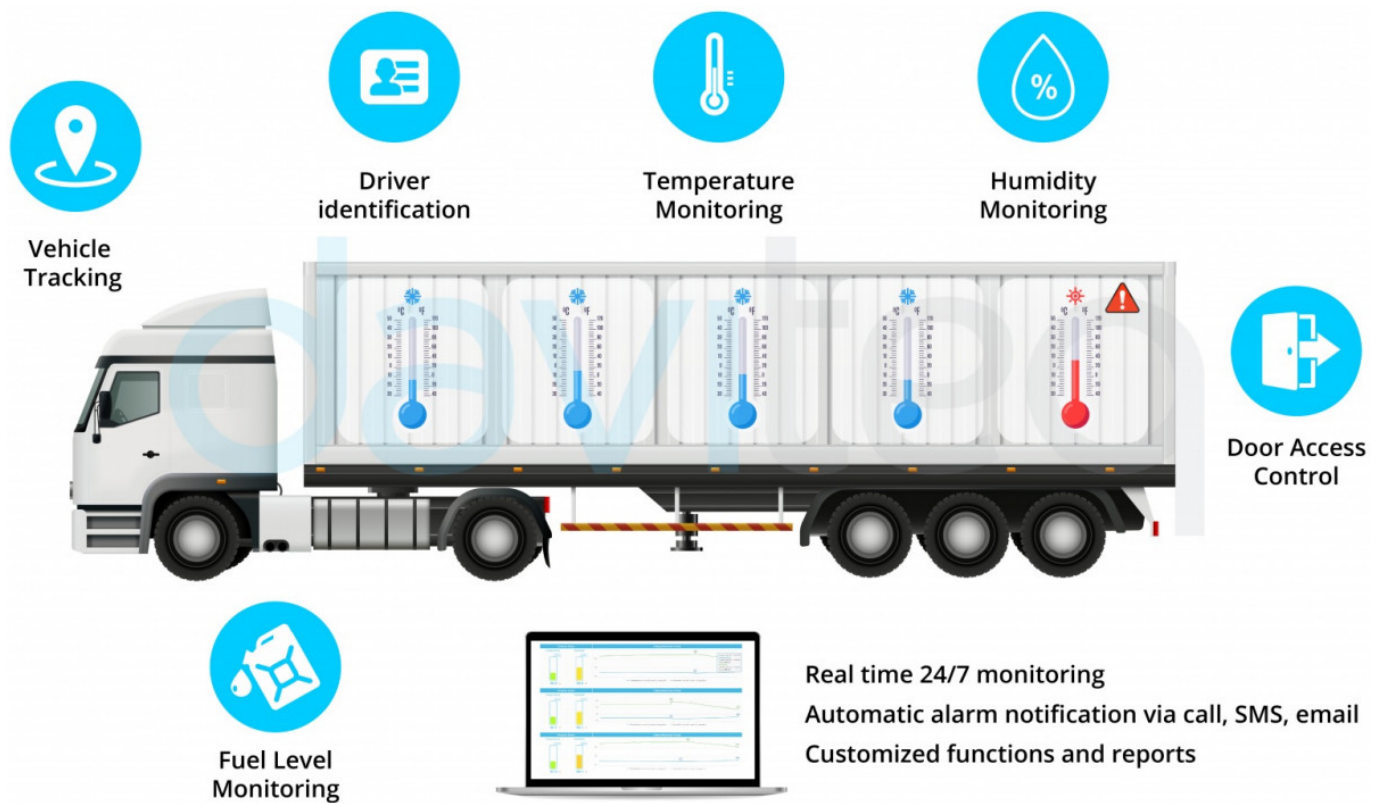 Driver
identification
Temperature
Monitoring
%
Humidity
Monitoring
Vehicle
Tracking
daviteq
°C °F
°C °F
°C °F
°C °F
°C °F
Door Access
Control
Fuel Level
Monitoring
Real time 24/7 monitoring
Automatic alarm notification via call, SMS, email
Customized functions and reports